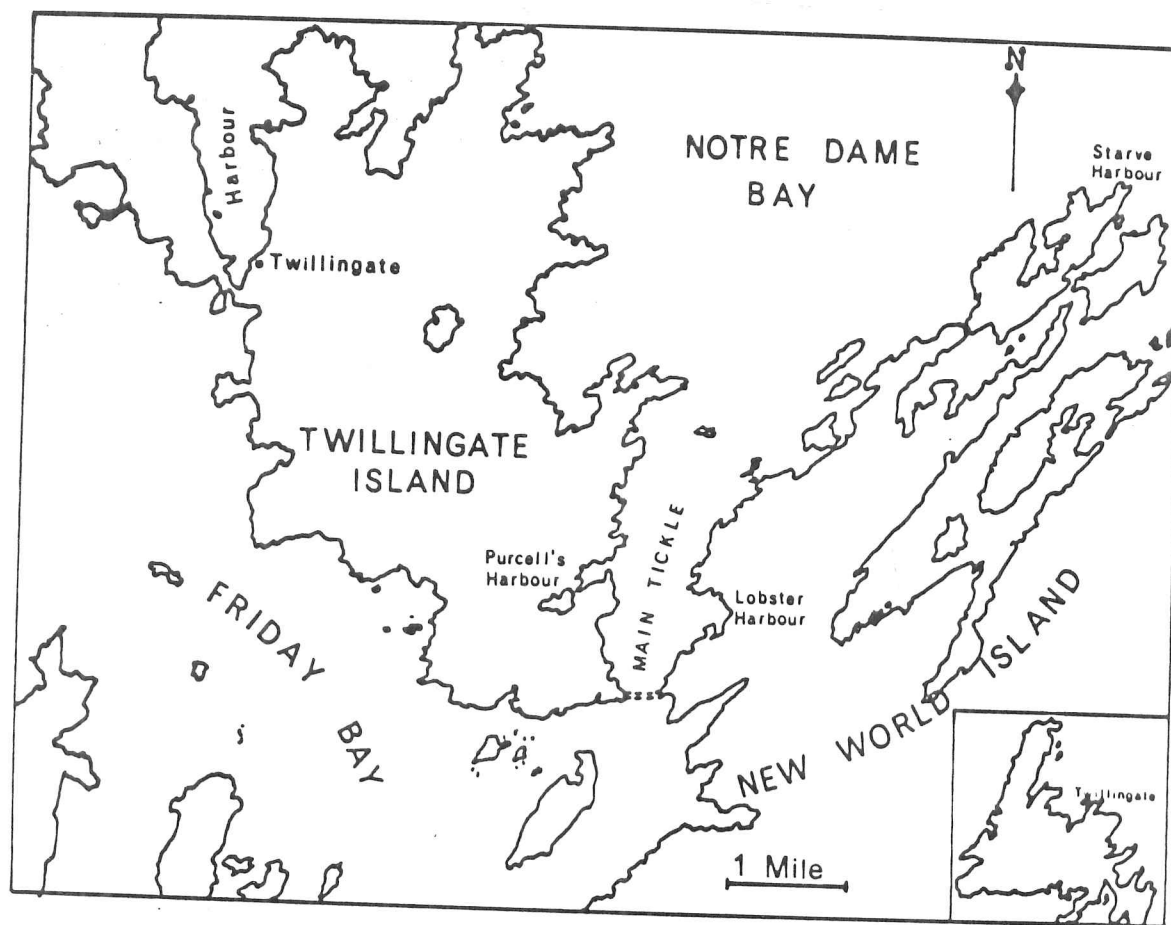 N
NOTRE DAME
BAY
Starve
Harbour
Harbour
Twillingate
TWILLINGATE
ISLAND
MAIN TICKLE
Purcell's
Harbour
Lobster
Harbour
FRIDAY BAY
NEW WORLD ISLAND
1 Mile
Twillingate